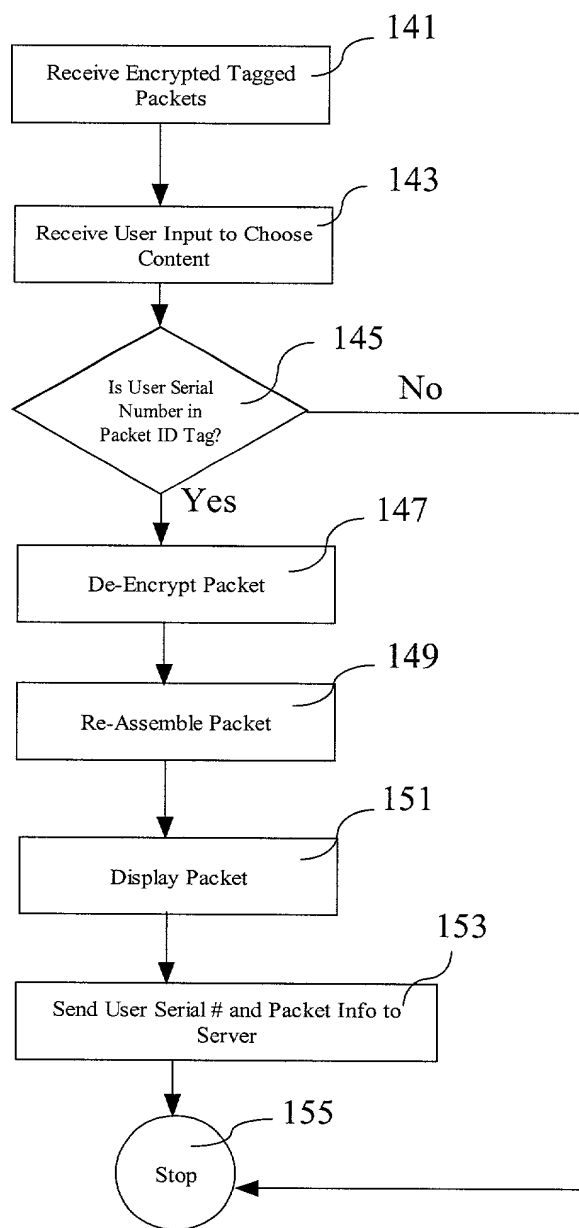 141
Receive Encrypted Tagged
Packets
143
Receive User Input to Choose
Content
145
Is User Serial
Number in
Packet ID Tag?
No
Yes
147
De-Encrypt Packet
149
Re-Assemble Packet
151
Display Packet
153
Send User Serial # and Packet Info to
Server
155
Stop